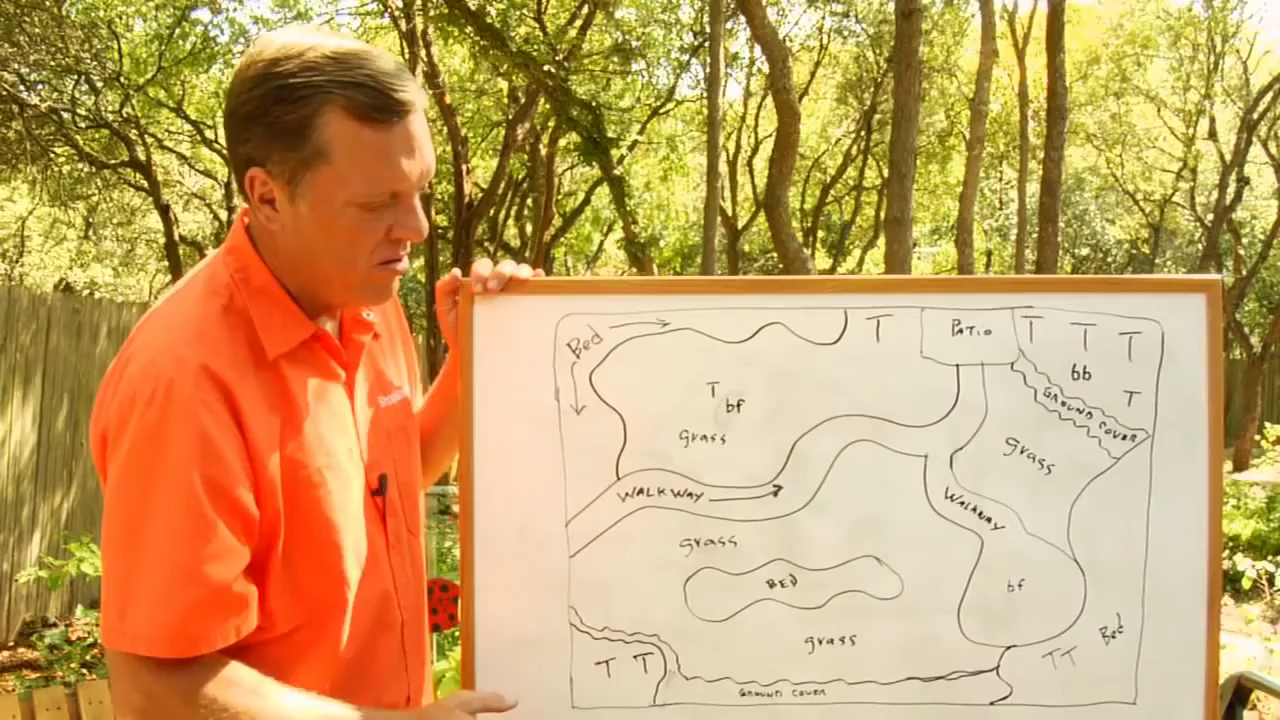 Bed
T
PATIO
T
T
T
bb
T
GROUND COVER
T
bf
grass
grass
WALKWAY
WALKWAY
grass
BED
bf
grass
Bed
T T
T T
GROUND COVER